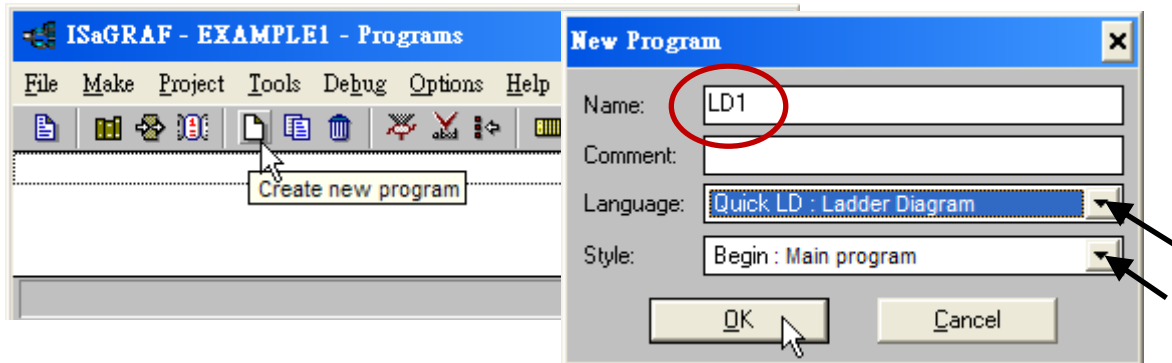 ISaGRAF - EXAMPLE1 - Programs
File Make Project Tools Debug Options Help
Create new program
New Program
Name: LD1
Comment:
Language: Quick LD : Ladder Diagram
Style: Begin : Main program
OK Cancel